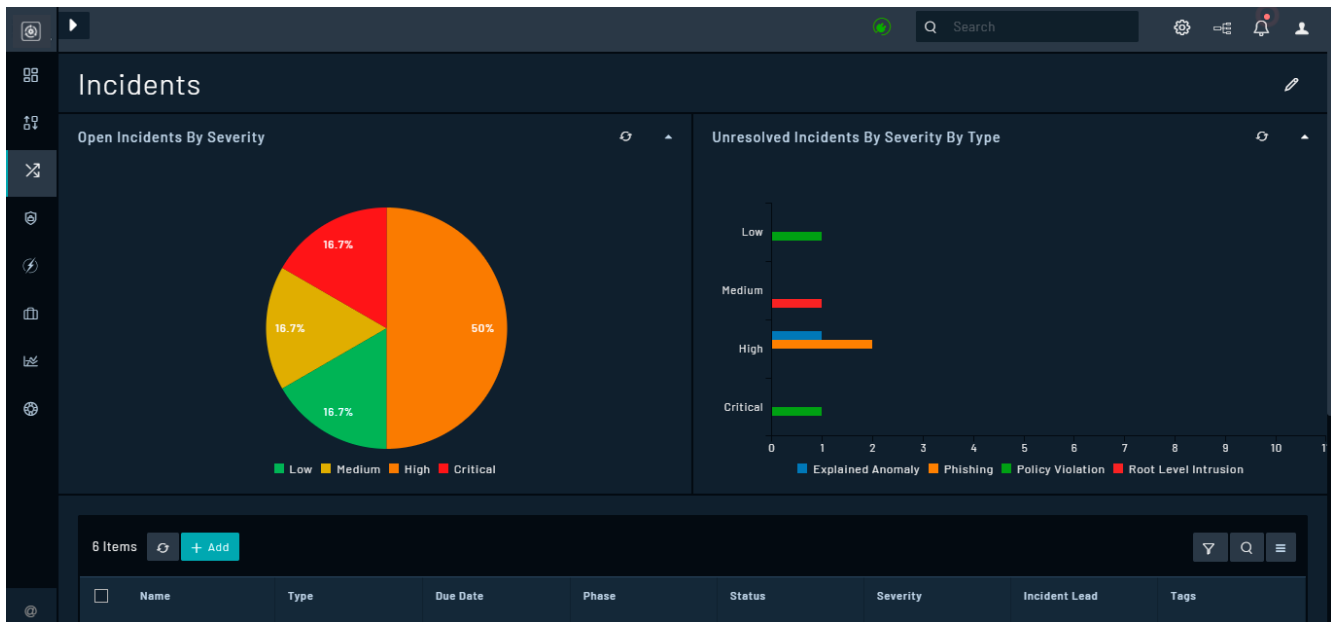 Search
Incidents
Open Incidents By Severity
Unresolved Incidents By Severity By Type
16.7%
16.7%
50%
16.7%
Low Medium High Critical
Low
Medium
High
Critical
0 1 2 3 4 5 6 7 8 9 10
Explained Anomaly Phishing Policy Violation Root Level Intrusion
6 Items + Add
Name Type Due Date Phase Status Severity Incident Lead Tags
@